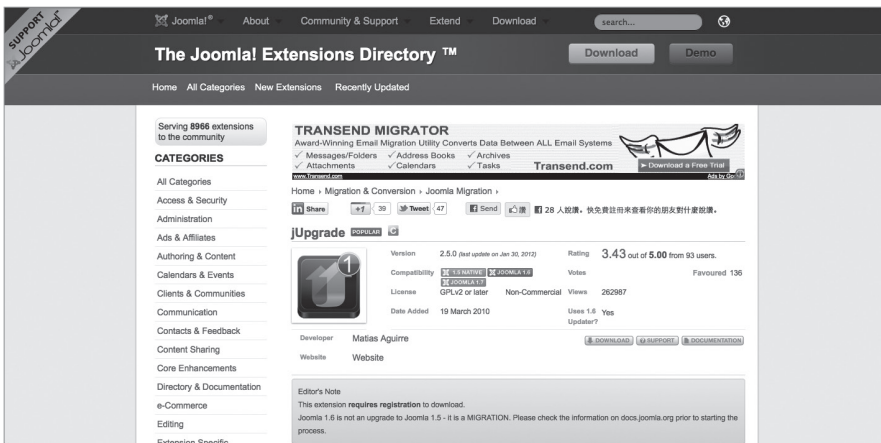 SUPPORT Joomla!
Joomla!® About Community & Support Extend Download search...
The Joomla! Extensions Directory ™ Download Demo
Home All Categories New Extensions Recently Updated
Serving 8966 extensions
to the community
CATEGORIES
All Categories
Access & Security
Administration
Ads & Affiliates
Authoring & Content
Calendars & Events
Clients & Communities
Communication
Contacts & Feedback
Content Sharing
Core Enhancements
Directory & Documentation
e-Commerce
Editing
Extension Specific
TRANSEND MIGRATOR
Award-Winning Email Migration Utility Converts Data Between ALL Email Systems
✓ Messages/Folders ✓ Address Books ✓ Archives
✓ Attachments ✓ Calendars ✓ Tasks Transend.com ▸ Download a Free Trial
www.Transend.com Ads by Go
Home › Migration & Conversion › Joomla Migration ›
in Share +1 39 Tweet 47 Send 讚 28 人說讚。快免費註冊來查看你的朋友對什麼說讚。
jUpgrade POPULAR C
1
Version 2.5.0 (last update on Jan 30, 2012) Rating 3.43 out of 5.00 from 93 users.
Compatibility 1.5 NATIVE JOOMLA 1.6 Votes Favoured 136
JOOMLA 1.7
License GPLv2 or later Non-Commercial Views 262987
Date Added 19 March 2010 Uses 1.6 Yes
Updater?
Developer Matias Aguirre DOWNLOAD SUPPORT DOCUMENTATION
Website Website
Editor's Note
This extension requires registration to download.
Joomla 1.6 is not an upgrade to Joomla 1.5 - it is a MIGRATION. Please check the information on docs.joomla.org prior to starting the
process.